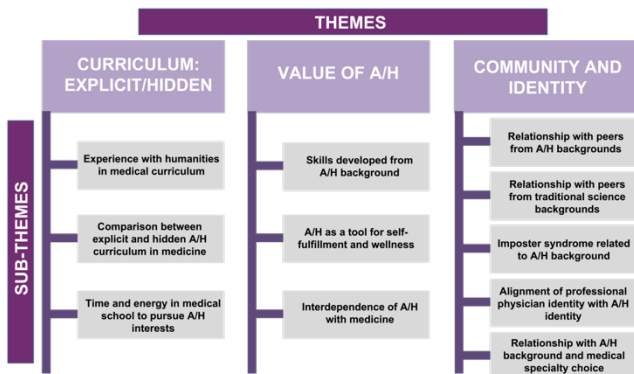 THEMES
CURRICULUM:
EXPLICIT/HIDDEN
VALUE OF A/H
COMMUNITY AND
IDENTITY
SUB-THEMES
Experience with humanities
in medical curriculum
Comparison between
explicit and hidden A/H
curriculum in medicine
Time and energy in medical
school to pursue A/H
interests
Skills developed from
A/H background
A/H as a tool for self-
fulfillment and wellness
Interdependence of A/H
with medicine
Relationship with peers
from A/H backgrounds
Relationship with peers
from traditional science
backgrounds
Imposter syndrome related
to A/H background
Alignment of professional
physician identity with A/H
identity
Relationship with A/H
background and medical
specialty choice